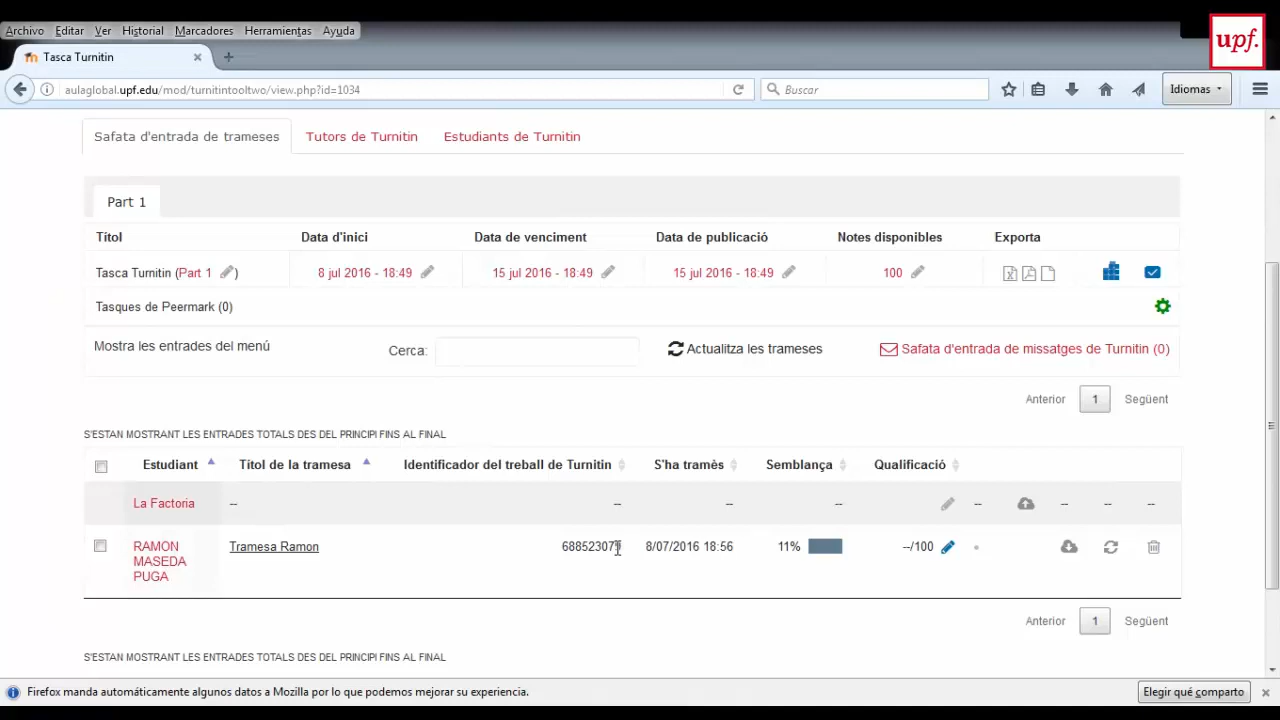 Archivo Editar Ver Historial Marcadores Herramientas Ayuda
upf.
Tasca Turnitin
aulaglobal.upf.edu/mod/turnitintooltwo/view.php?id=1034
Buscar
Idiomas
Safata d'entrada de trameses Tutors de Turnitin Estudiants de Turnitin
Part 1
Títol Data d'inici Data de venciment Data de publicació Notes disponibles Exporta
Tasca Turnitin (Part 1 ) 8 jul 2016 - 18:49 15 jul 2016 - 18:49 15 jul 2016 - 18:49 100
Tasques de Peermark (0)
Mostra les entrades del menú Cerca: Actualitza les trameses Safata d'entrada de missatges de Turnitin (0)
Anterior 1 Següent
S'ESTAN MOSTRANT LES ENTRADES TOTALS DES DEL PRINCIPI FINS AL FINAL
Estudiant Títol de la tramesa Identificador del treball de Turnitin S'ha tramès Semblança Qualificació
La Factoria -- -- -- -- -- -- -- --
RAMON MASEDA PUGA Tramesa Ramon 8/07/2016 18:56 11% --/100
Anterior 1 Següent
S'ESTAN MOSTRANT LES ENTRADES TOTALS DES DEL PRINCIPI FINS AL FINAL
Firefox manda automáticamente algunos datos a Mozilla por lo que podemos mejorar su experiencia.
Elegir qué comparto